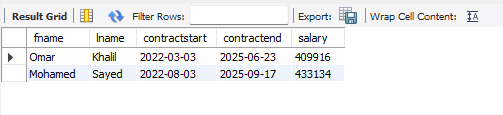 Result Grid Filter Rows: Export: Wrap Cell Content:
fname lname contractstart contractend salary
Omar Khalil 2022-03-03 2025-06-23 409916
Mohamed Sayed 2022-08-03 2025-09-17 433134